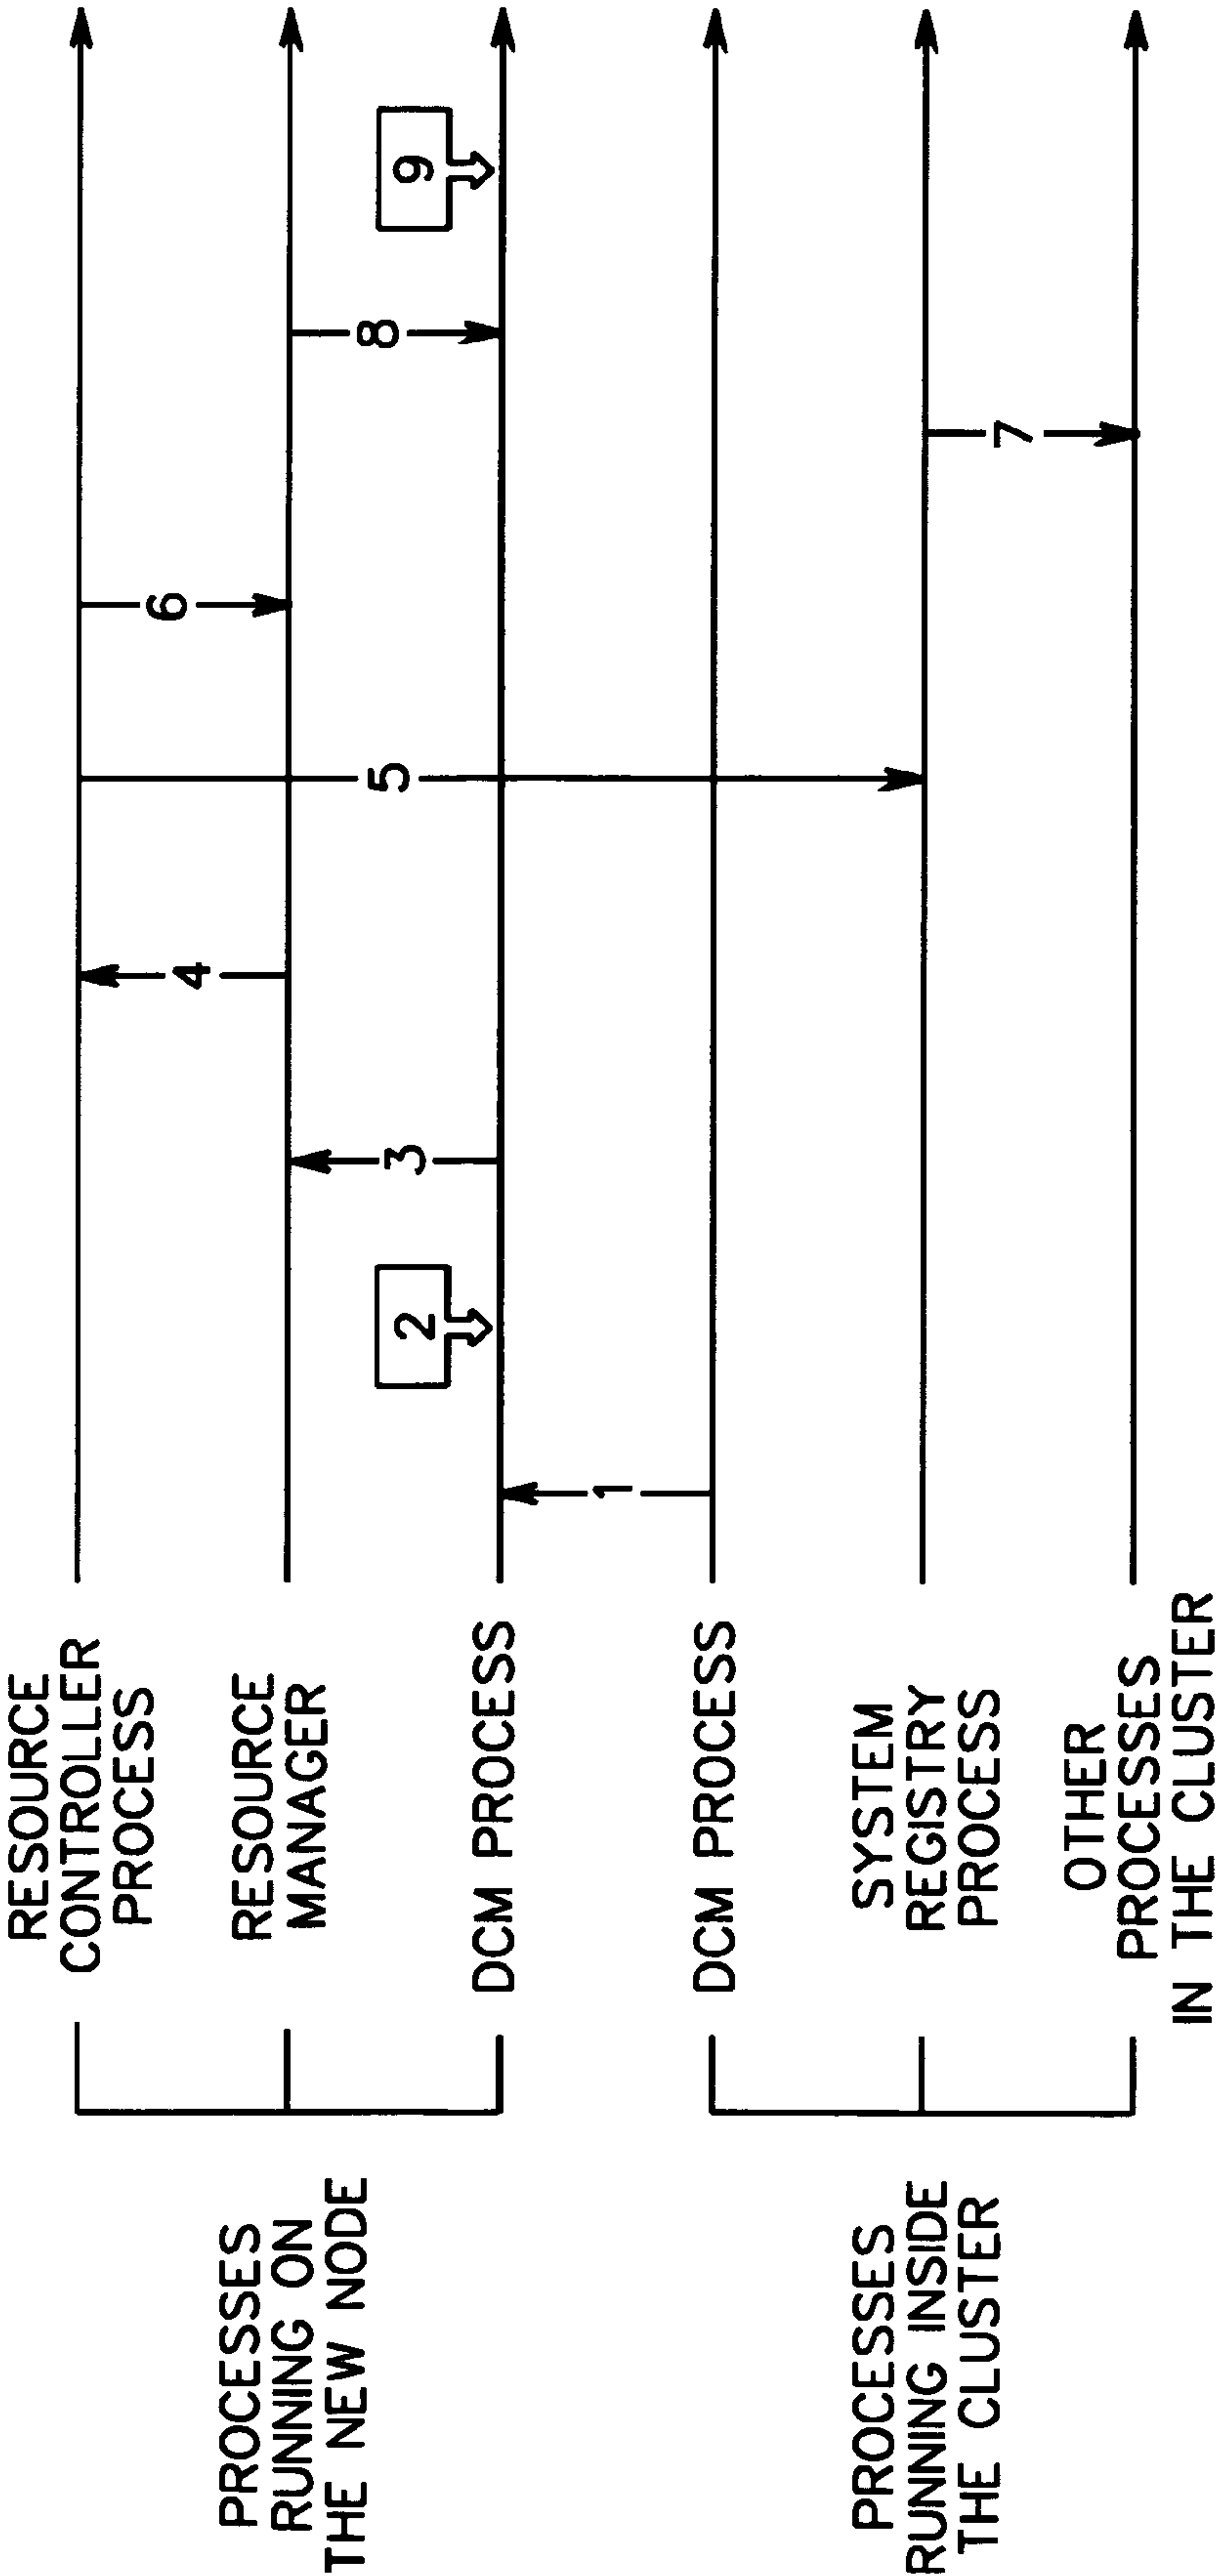 PROCESSES
RUNNING ON
THE NEW NODE
RESOURCE
CONTROLLER
PROCESS
RESOURCE
MANAGER
DCM PROCESS
PROCESSES
RUNNING INSIDE
THE CLUSTER
DCM PROCESS
SYSTEM
REGISTRY
PROCESS
OTHER
PROCESSES
IN THE CLUSTER
1
2
3
4
5
6
7
8
9